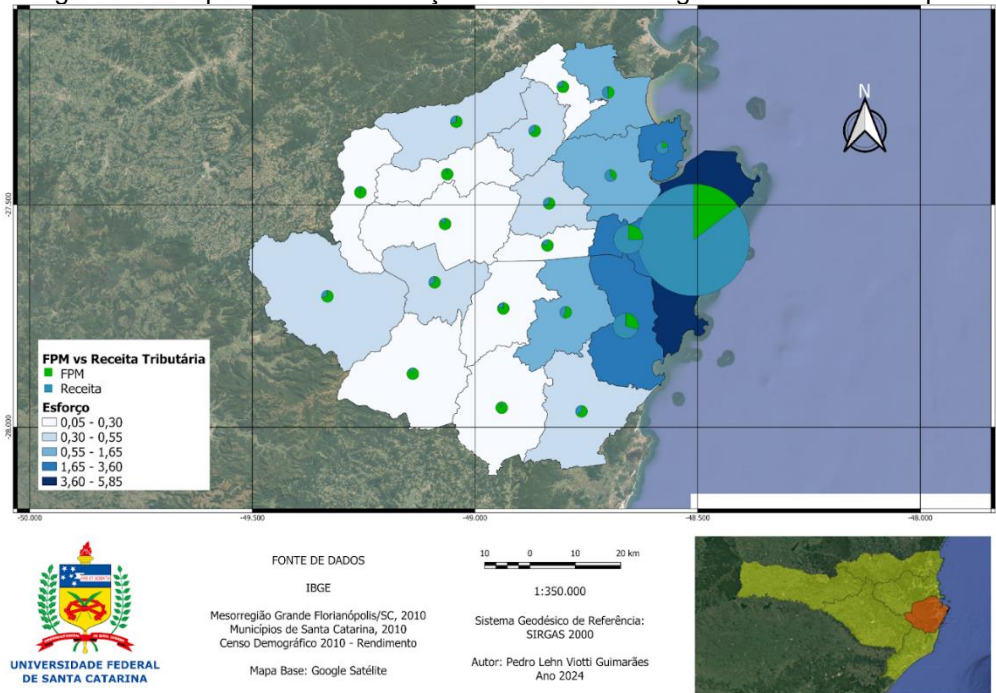 N
-27.500
-28.000
FPM vs Receita Tributária
FPM
Receita
Esforço
0,05 - 0,30
0,30 - 0,55
0,55 - 1,65
1,65 - 3,60
3,60 - 5,85
-50.000
-49.500
-49.000
-48.500
-48.000
UNIVERSIDADE FEDERAL
DE SANTA CATARINA
FONTE DE DADOS
IBGE
Mesorregião Grande Florianópolis/SC, 2010
Municípios de Santa Catarina, 2010
Censo Demográfico 2010 - Rendimento
Mapa Base: Google Satélite
10 0 10 20 km
1:350.000
Sistema Geodésico de Referência:
SIRGAS 2000
Autor: Pedro Lehn Viotti Guimarães
Ano 2024